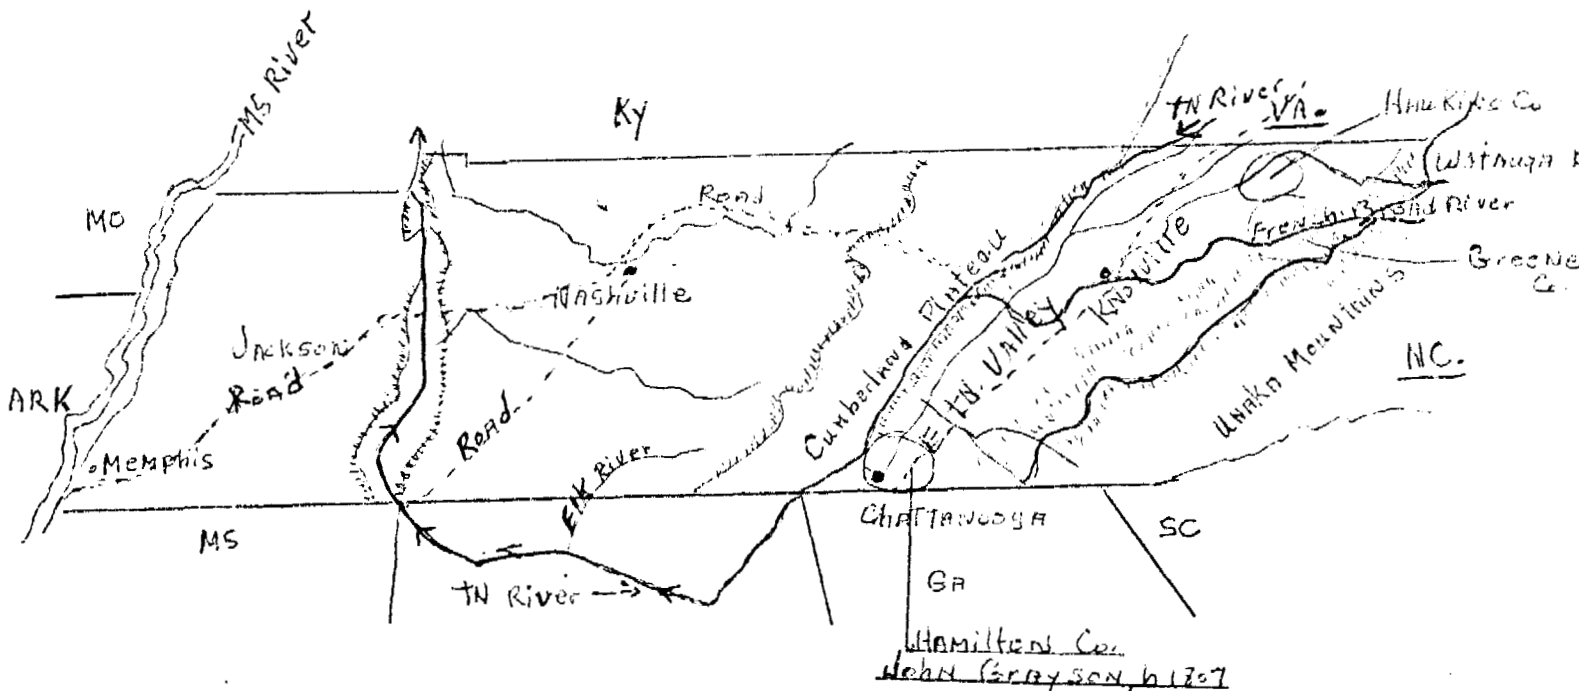 MS River
Ky
TN River
VA.
Hawkins Co
Watauga
MO
Road
French Broad River
Greene
Co.
Nashville
Cumberland Plateau
Knoxville
Jackson
Road
E. TN. Valley
Unaka Mountains
NC.
ARK
Road
Memphis
Elk River
MS
Chattanooga
SC
TN River
GA
Hamilton Co.
John Grayson, b 1807